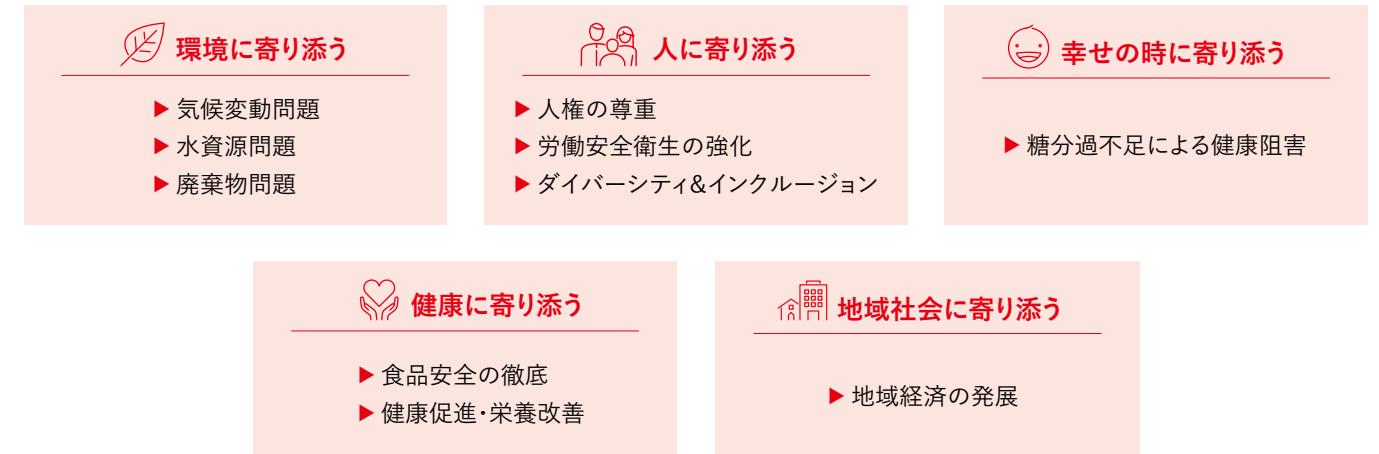 環境に寄り添う
▶ 気候変動問題
▶ 水資源問題
▶ 廃棄物問題
人に寄り添う
▶ 人権の尊重
▶ 労働安全衛生の強化
▶ ダイバーシティ&インクルージョン
幸せの時に寄り添う
▶ 糖分過不足による健康阻害
健康に寄り添う
▶ 食品安全の徹底
▶ 健康促進・栄養改善
地域社会に寄り添う
▶ 地域経済の発展